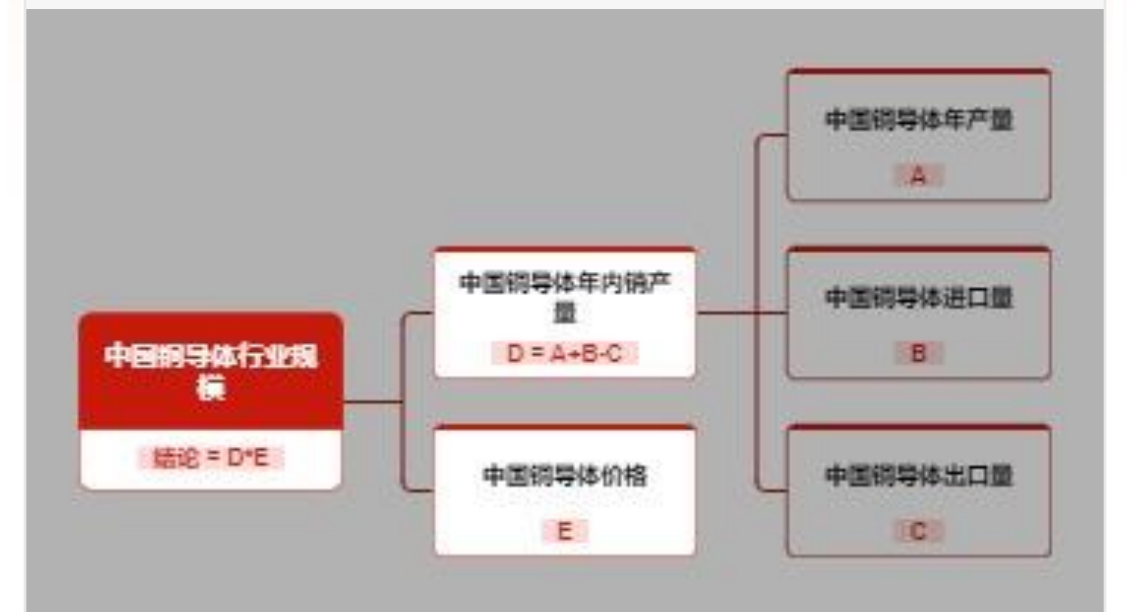 中国铜导体年产量
A
中国铜导体年内销产
量
D = A+B-C
中国铜导体进口量
B
中国铜导体行业规
模
结论 = D*E
中国铜导体价格
E
中国铜导体出口量
C